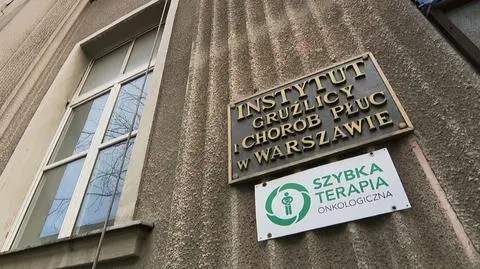 INSTYTUT
GRUŹLICY
I CHORÓB PŁUC
W WARSZAWIE
SZYBKA
TERAPIA
ONKOLOGICZNA